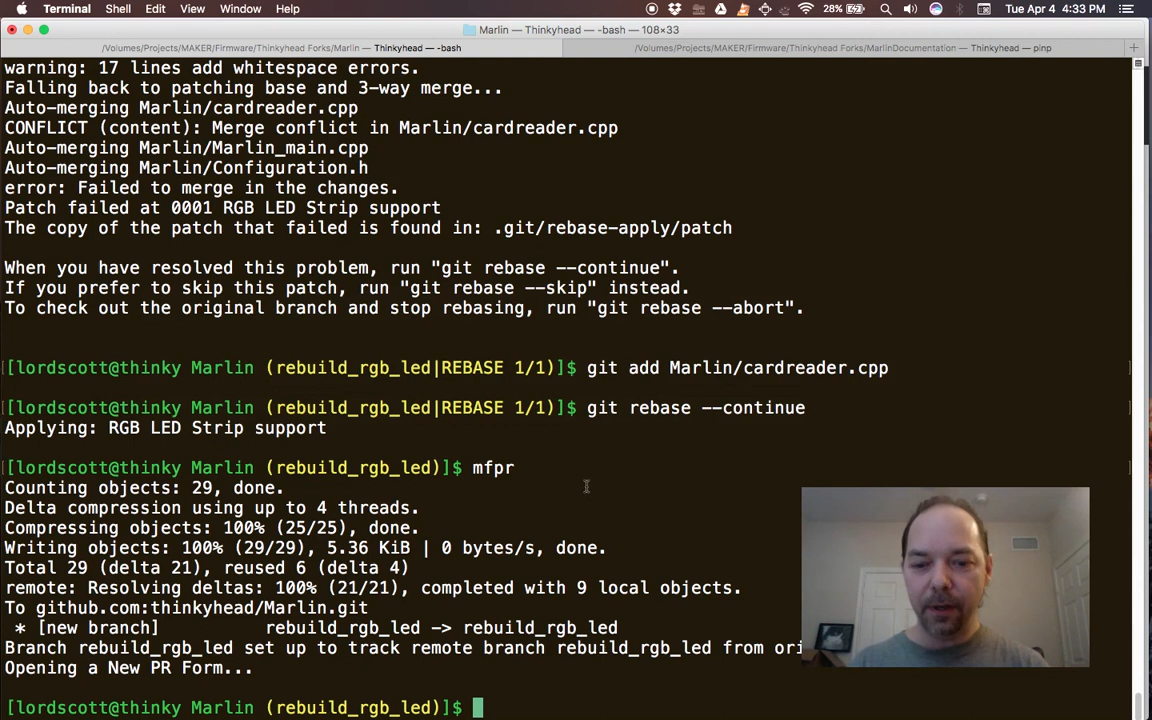 Terminal Shell Edit View Window Help 28% Tue Apr 4 4:33 PM
Marlin — Thinkyhead — -bash — 108×33
/Volumes/Projects/MAKER/Firmware/Thinkyhead Forks/Marlin — Thinkyhead — -bash
/Volumes/Projects/MAKER/Firmware/Thinkyhead Forks/MarlinDocumentation — Thinkyhead — pinp
warning: 17 lines add whitespace errors.
Falling back to patching base and 3-way merge...
Auto-merging Marlin/cardreader.cpp
CONFLICT (content): Merge conflict in Marlin/cardreader.cpp
Auto-merging Marlin/Marlin_main.cpp
Auto-merging Marlin/Configuration.h
error: Failed to merge in the changes.
Patch failed at 0001 RGB LED Strip support
The copy of the patch that failed is found in: .git/rebase-apply/patch
When you have resolved this problem, run "git rebase --continue".
If you prefer to skip this patch, run "git rebase --skip" instead.
To check out the original branch and stop rebasing, run "git rebase --abort".
[[lordscott@thinky Marlin (rebuild_rgb_led|REBASE 1/1)]$ git add Marlin/cardreader.cpp ]
[[lordscott@thinky Marlin (rebuild_rgb_led|REBASE 1/1)]$ git rebase --continue ]
Applying: RGB LED Strip support
[[lordscott@thinky Marlin (rebuild_rgb_led)]$ mfpr ]
Counting objects: 29, done.
Delta compression using up to 4 threads.
Compressing objects: 100% (25/25), done.
Writing objects: 100% (29/29), 5.36 KiB | 0 bytes/s, done.
Total 29 (delta 21), reused 6 (delta 4)
remote: Resolving deltas: 100% (21/21), completed with 9 local objects.
To github.com:thinkyhead/Marlin.git
* [new branch] rebuild_rgb_led -> rebuild_rgb_led
Branch rebuild_rgb_led set up to track remote branch rebuild_rgb_led from ori
Opening a New PR Form...
[lordscott@thinky Marlin (rebuild_rgb_led)]$